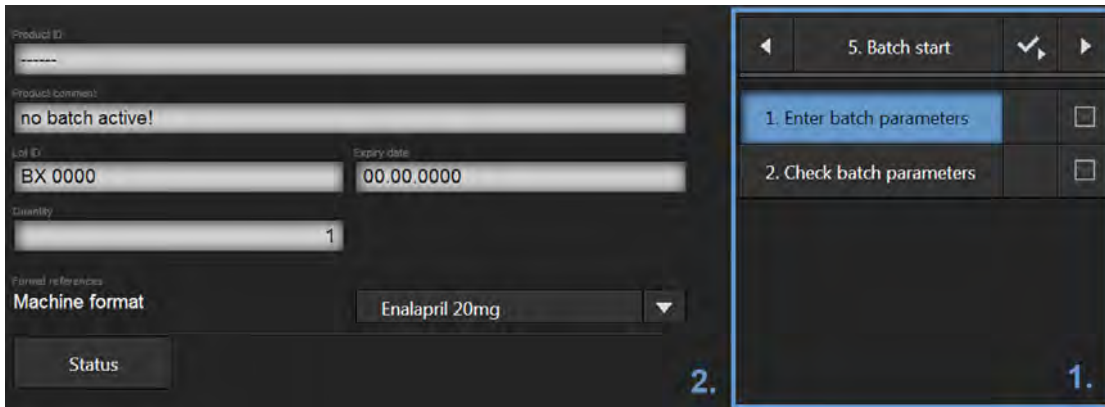 Product ID
------
Product comment
no batch active!
Lot ID
Expiry date
BX 0000
00.00.0000
Quantity
1
Format references
Machine format
Enalapril 20mg
Status
2.
5. Batch start
1. Enter batch parameters
2. Check batch parameters
1.